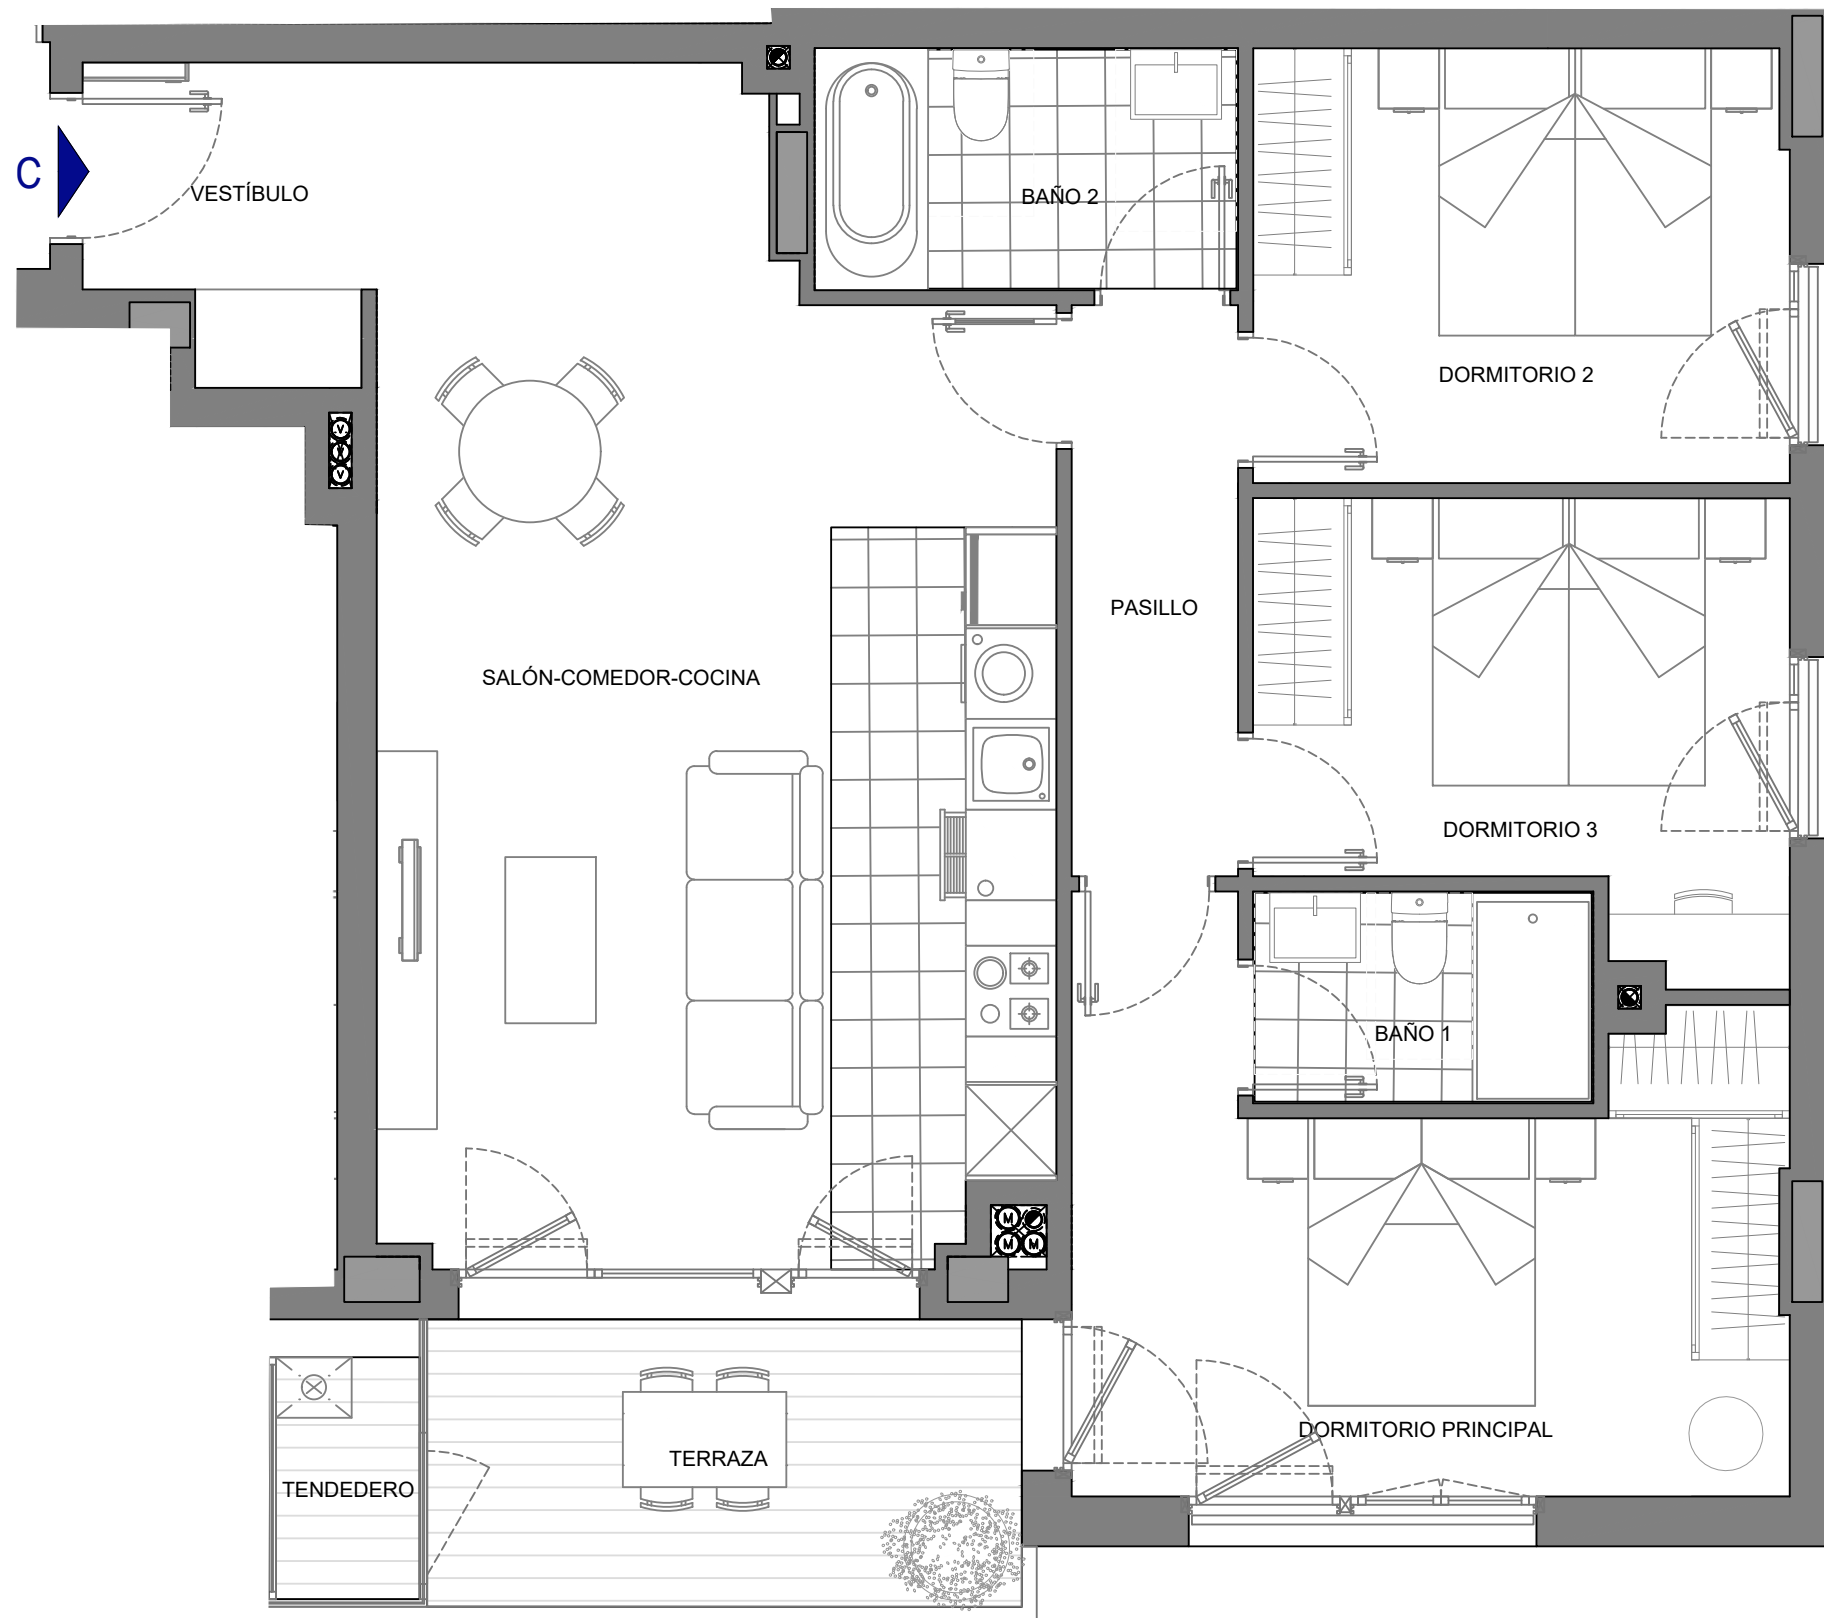 C
VESTÍBULO
BAÑO 2
DORMITORIO 2
V
V
V
PASILLO
SALÓN-COMEDOR-COCINA
DORMITORIO 3
BAÑO 1
M
M
M
DORMITORIO PRINCIPAL
TERRAZA
TENDEDERO